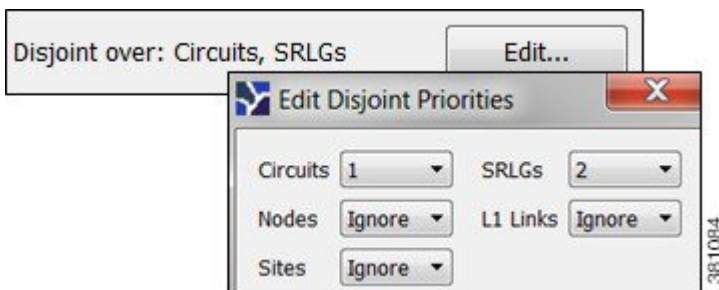 Disjoint over: Circuits, SRLGs Edit...
Edit Disjoint Priorities
Circuits 1 SRLGs 2
Nodes Ignore L1 Links Ignore
Sites Ignore
381084